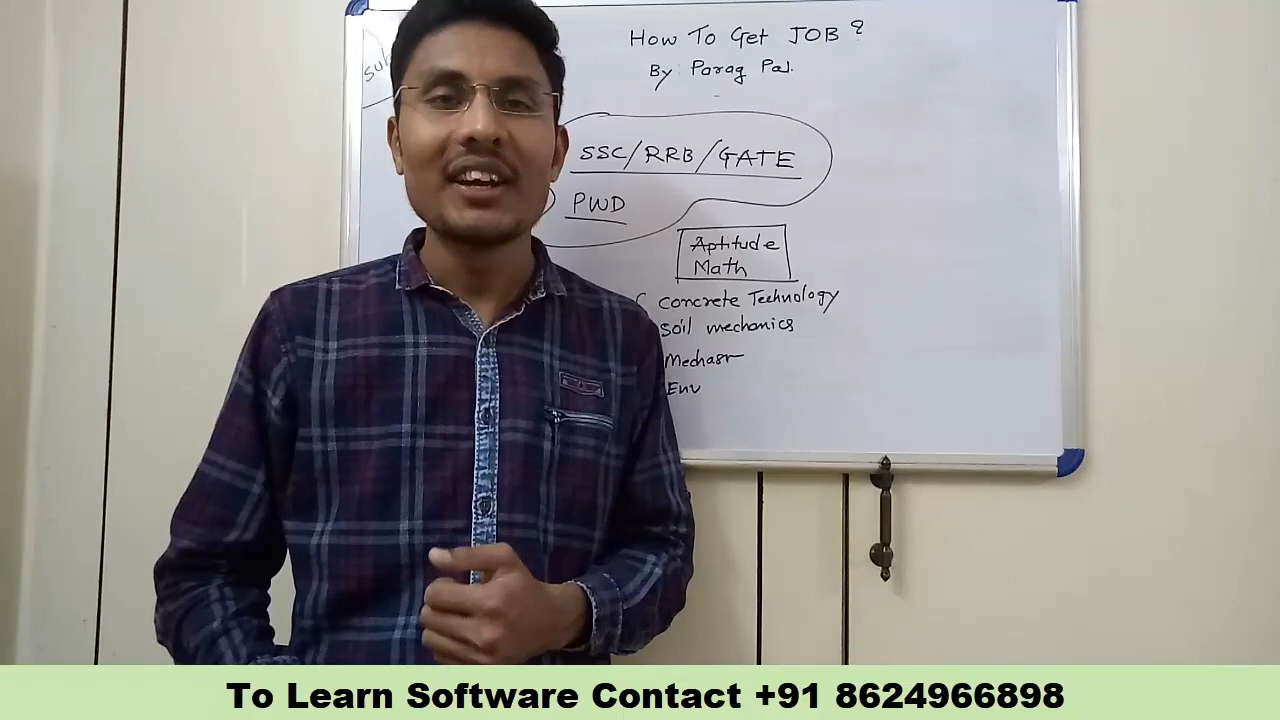 How To Get JOB ?
By: Parag Pal.
SSC/RRB/GATE
PWD
Aptitude
Math
Concrete Technology
Soil mechanics
Env
To Learn Software Contact +91 8624966898